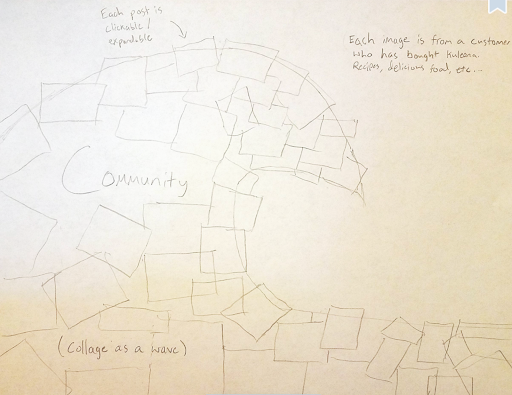 Each post is
clickable /
expandable
Each image is from a customer
who has bought Kuleana.
Recipes, delicious food, etc...
Community
(Collage as a wave)